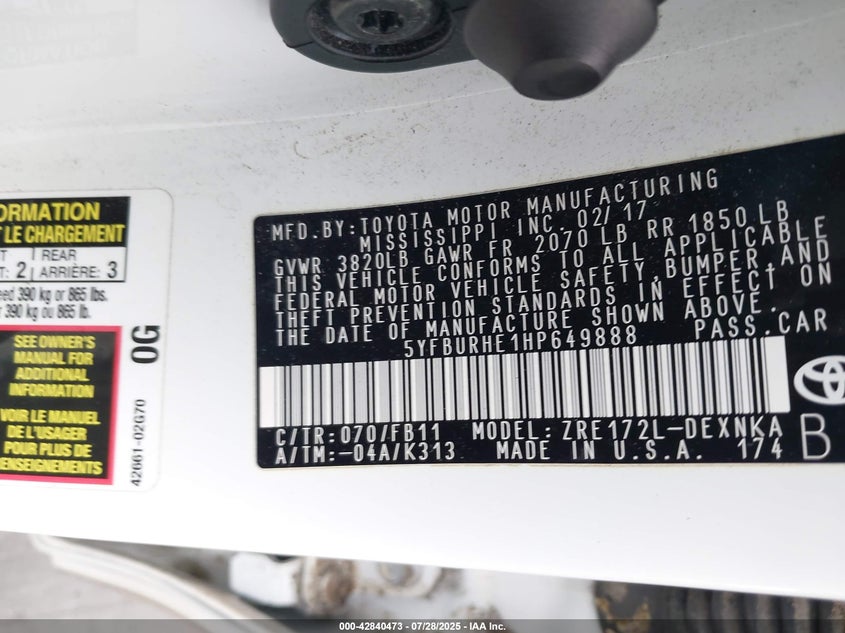 ORMATION
T LE CHARGEMENT
T REAR
T: 2 ARRIÈRE: 3
eed 390 kg or 865 lbs.
r 390 kg ou 865 lb.
SEE OWNER'S
MANUAL FOR
ADDITIONAL
INFORMATION
VOIR LE MANUEL
DE L'USAGER
POUR PLUS DE
RENSEIGNEMENTS
0G
42661-02G70
MFD.BY:TOYOTA MOTOR MANUFACTURING
MISSISSIPPI INC. 02/17
GVWR 3820LB GAWR FR 2070 LB RR 1850 LB
THIS VEHICLE CONFORMS TO ALL APPLICABLE
FEDERAL MOTOR VEHICLE SAFETY,BUMPER,AND
THEFT PREVENTION STANDARDS IN EFFECT ON
THE DATE OF MANUFACTURE SHOWN ABOVE.
5YFBURHE1HP649888 PASS.CAR
C/TR:070/FB11 MODEL:ZRE172L-DEXNKA
A/TM:-04A/K313 MADE IN U.S.A. 174
B
000-42840473 | 07/28/2025 - IAA Inc.